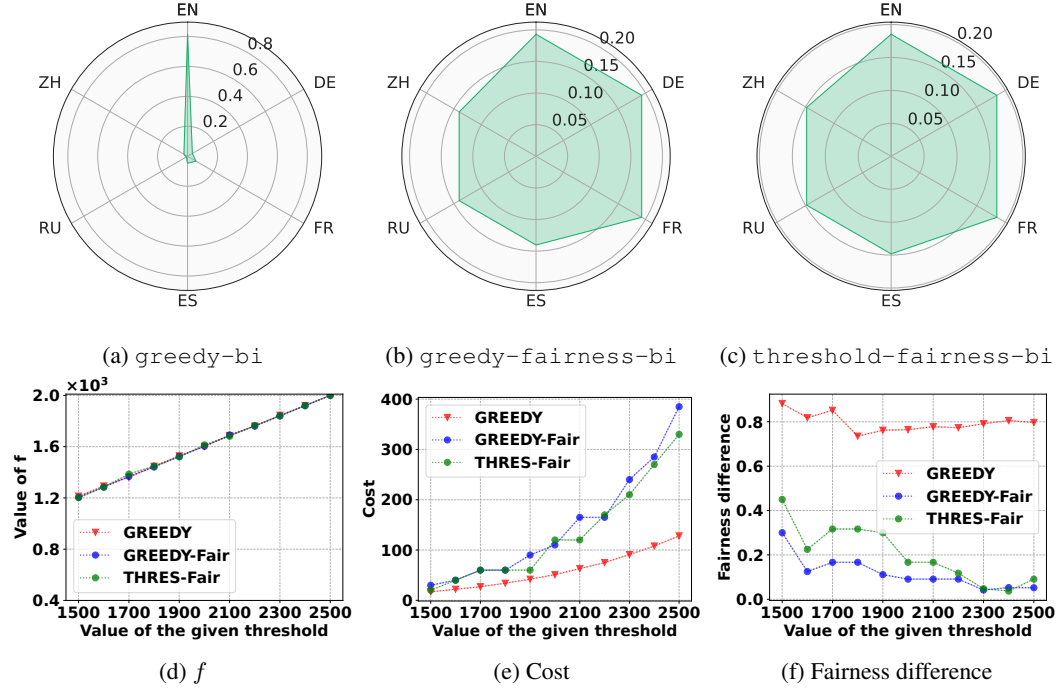 EN
DE
FR
ES
RU
ZH
0.2
0.4
0.6
0.8
(a) greedy-bi
EN
DE
FR
ES
RU
ZH
0.05
0.10
0.15
0.20
(b) greedy-fairness-bi
EN
DE
FR
ES
RU
ZH
0.05
0.10
0.15
0.20
(c) threshold-fairness-bi
×10³
2.0
1.6
1.2
0.8
0.4
Value of f
GREEDY
GREEDY-Fair
THRES-Fair
1500 1700 1900 2100 2300 2500
Value of the given threshold
(d) f
400
300
200
100
0
Cost
GREEDY
GREEDY-Fair
THRES-Fair
1500 1700 1900 2100 2300 2500
Value of the given threshold
(e) Cost
0.8
0.6
0.4
0.2
0.0
Fairness difference
GREEDY
GREEDY-Fair
THRES-Fair
1500 1700 1900 2100 2300 2500
Value of the given threshold
(f) Fairness difference